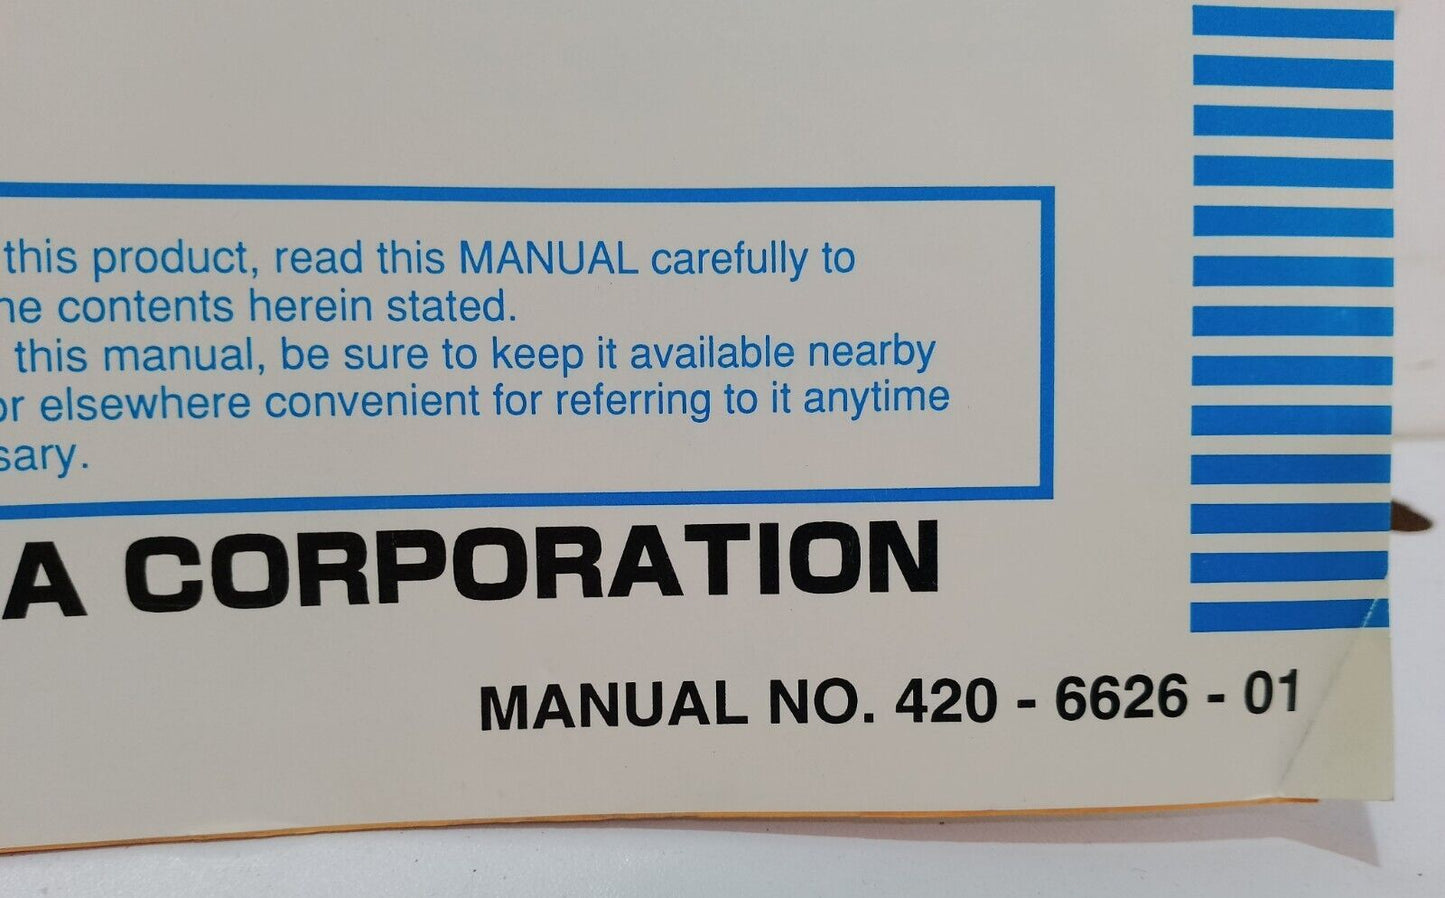 this product, read this MANUAL carefully to
he contents herein stated.
this manual, be sure to keep it available nearby
or elsewhere convenient for referring to it anytime
sary.
A CORPORATION
MANUAL NO. 420 - 6626 - 01